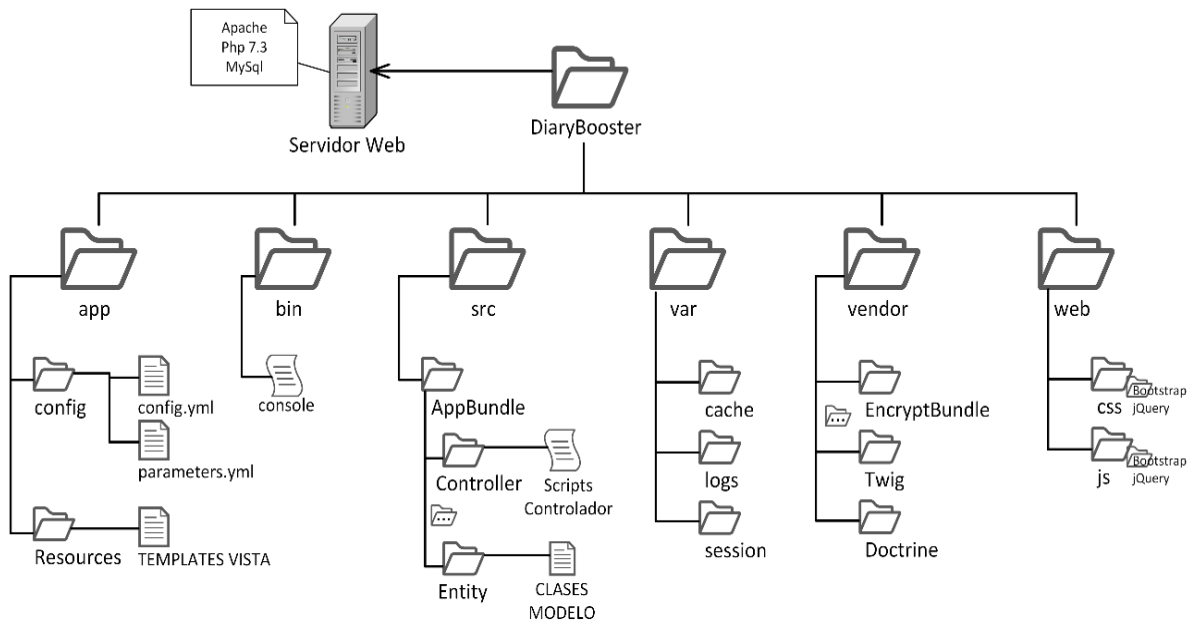 Apache
Php 7.3
MySql
Servidor Web
DiaryBooster
app
bin
src
var
vendor
web
config
config.yml
parameters.yml
Resources
TEMPLATES VISTA
console
AppBundle
Controller
Scripts
Controlador
Entity
CLASES
MODELO
cache
logs
session
EncryptBundle
Twig
Doctrine
css
Bootstrap
jQuery
js
Bootstrap
jQuery